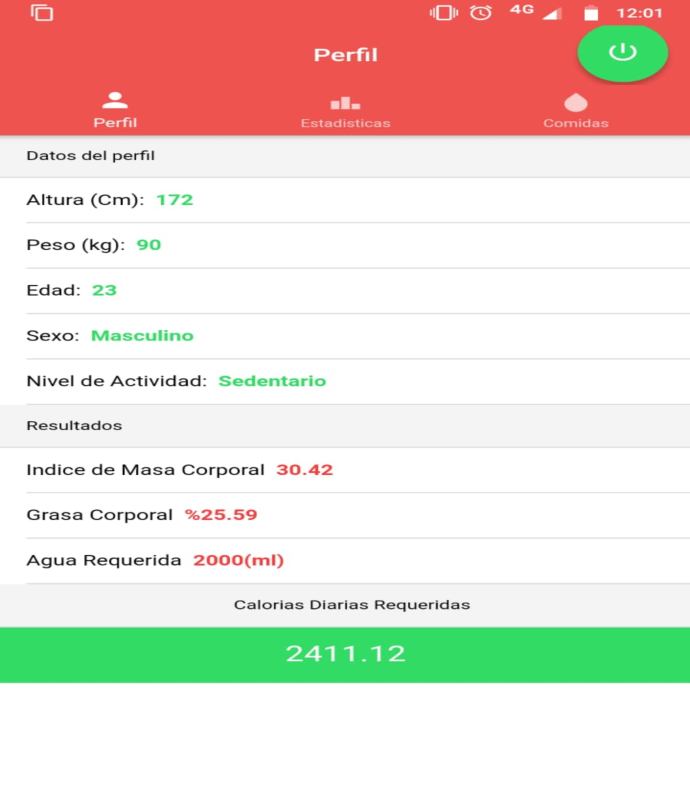 4G 12:01
Perfil
Perfil Estadisticas Comidas
Datos del perfil
Altura (Cm): 172
Peso (kg): 90
Edad: 23
Sexo: Masculino
Nivel de Actividad: Sedentario
Resultados
Indice de Masa Corporal 30.42
Grasa Corporal %25.59
Agua Requerida 2000(ml)
Calorias Diarias Requeridas
2411.12